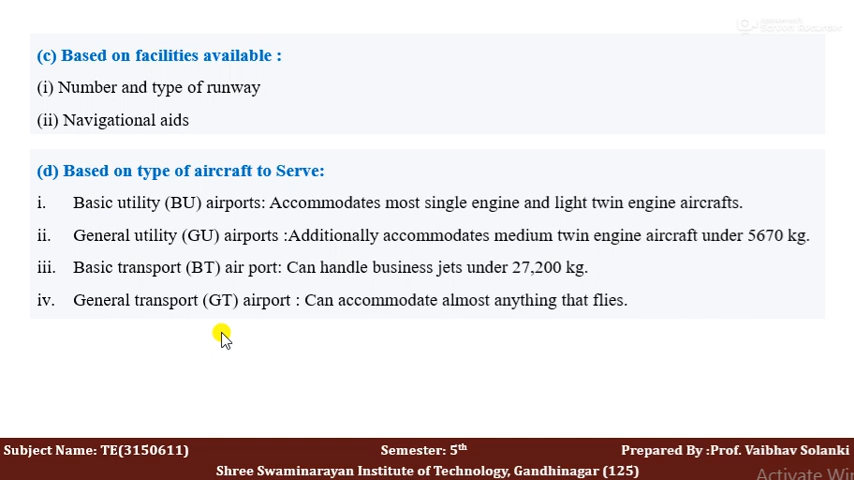 (c) Based on facilities available :
(i) Number and type of runway
(ii) Navigational aids
(d) Based on type of aircraft to Serve:
i. Basic utility (BU) airports: Accommodates most single engine and light twin engine aircrafts.
ii. General utility (GU) airports :Additionally accommodates medium twin engine aircraft under 5670 kg.
iii. Basic transport (BT) air port: Can handle business jets under 27,200 kg.
iv. General transport (GT) airport : Can accommodate almost anything that flies.
Subject Name: TE(3150611) Semester: 5th Prepared By :Prof. Vaibhav Solanki
Shree Swaminarayan Institute of Technology, Gandhinagar (125)
Activate Win
Screen Recorder